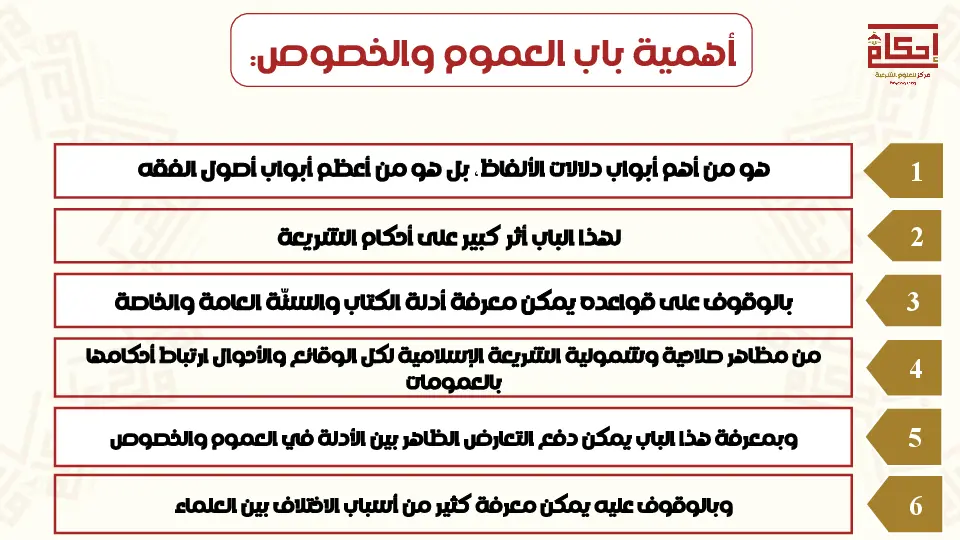 أهمية باب العموم والخصوص:
إحكام
مركز للعلوم الشرعية
1
هو من أهم أبواب دلالات الألفاظ، بل هو من أعظم أبواب أصول الفقه
2
لهذا الباب أثر كبير على أحكام الشريعة
3
بالوقوف على قواعده يمكن معرفة أدلة الكتاب والسنّة العامة والخاصة
4
من مظاهر صلاحية وشمولية الشريعة الإسلامية لكل الوقائع والأحوال ارتباط أحكامها
بالعمومات
5
وبمعرفة هذا الباب يمكن دفع التعارض الظاهر بين الأدلة في العموم والخصوص
6
وبالوقوف عليه يمكن معرفة كثير من أسباب الاختلاف بين العلماء